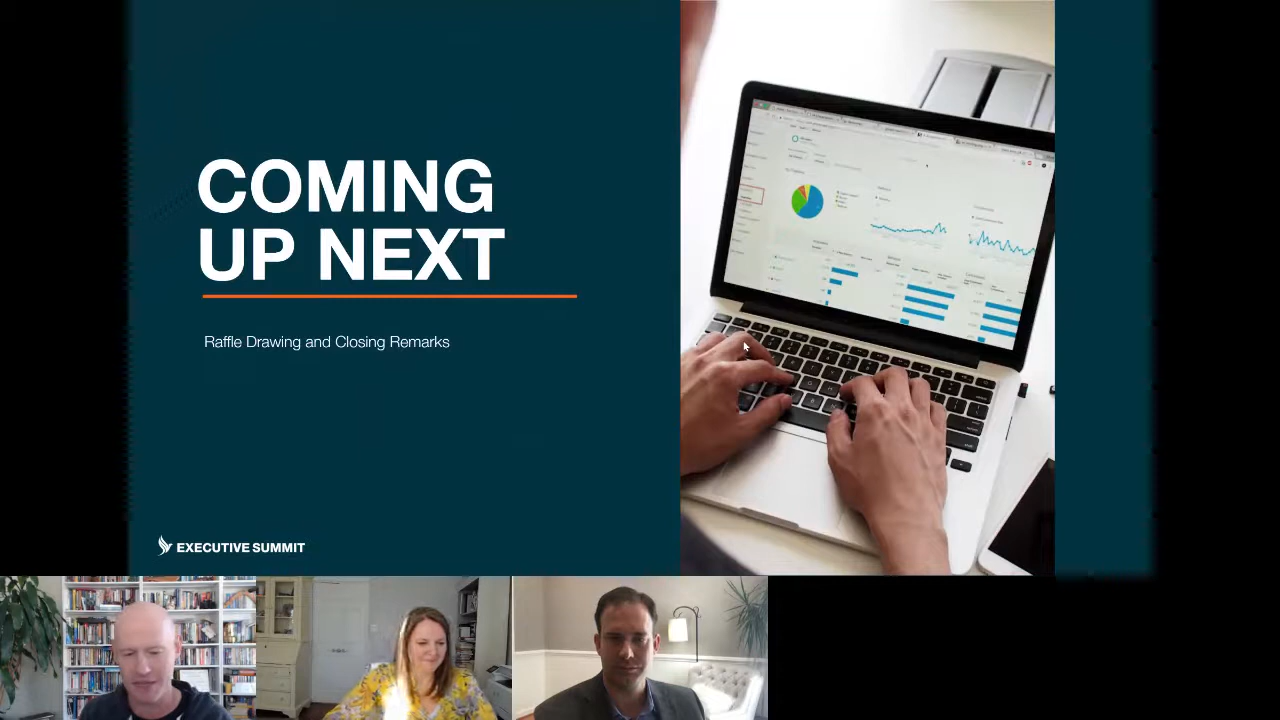 COMING
UP NEXT
Raffle Drawing and Closing Remarks
EXECUTIVE SUMMIT